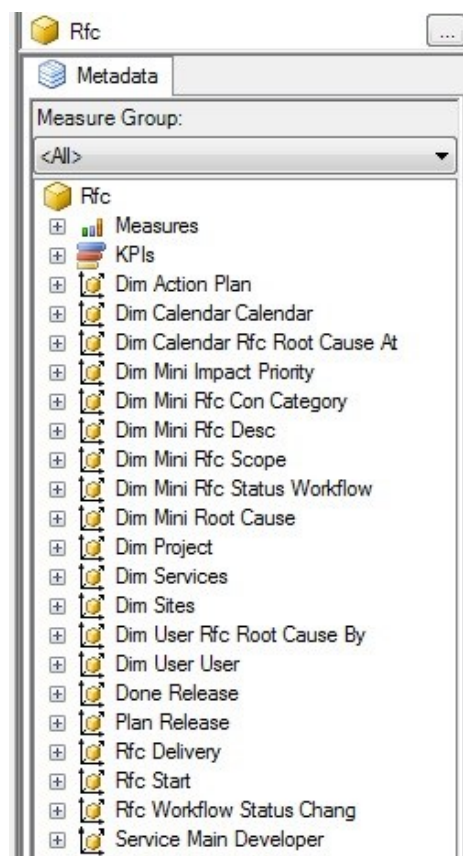 Rfc
...
Metadata
Measure Group:
<All>
Rfc
Measures
KPIs
Dim Action Plan
Dim Calendar Calendar
Dim Calendar Rfc Root Cause At
Dim Mini Impact Priority
Dim Mini Rfc Con Category
Dim Mini Rfc Desc
Dim Mini Rfc Scope
Dim Mini Rfc Status Workflow
Dim Mini Root Cause
Dim Project
Dim Services
Dim Sites
Dim User Rfc Root Cause By
Dim User User
Done Release
Plan Release
Rfc Delivery
Rfc Start
Rfc Workflow Status Chang
Service Main Developer